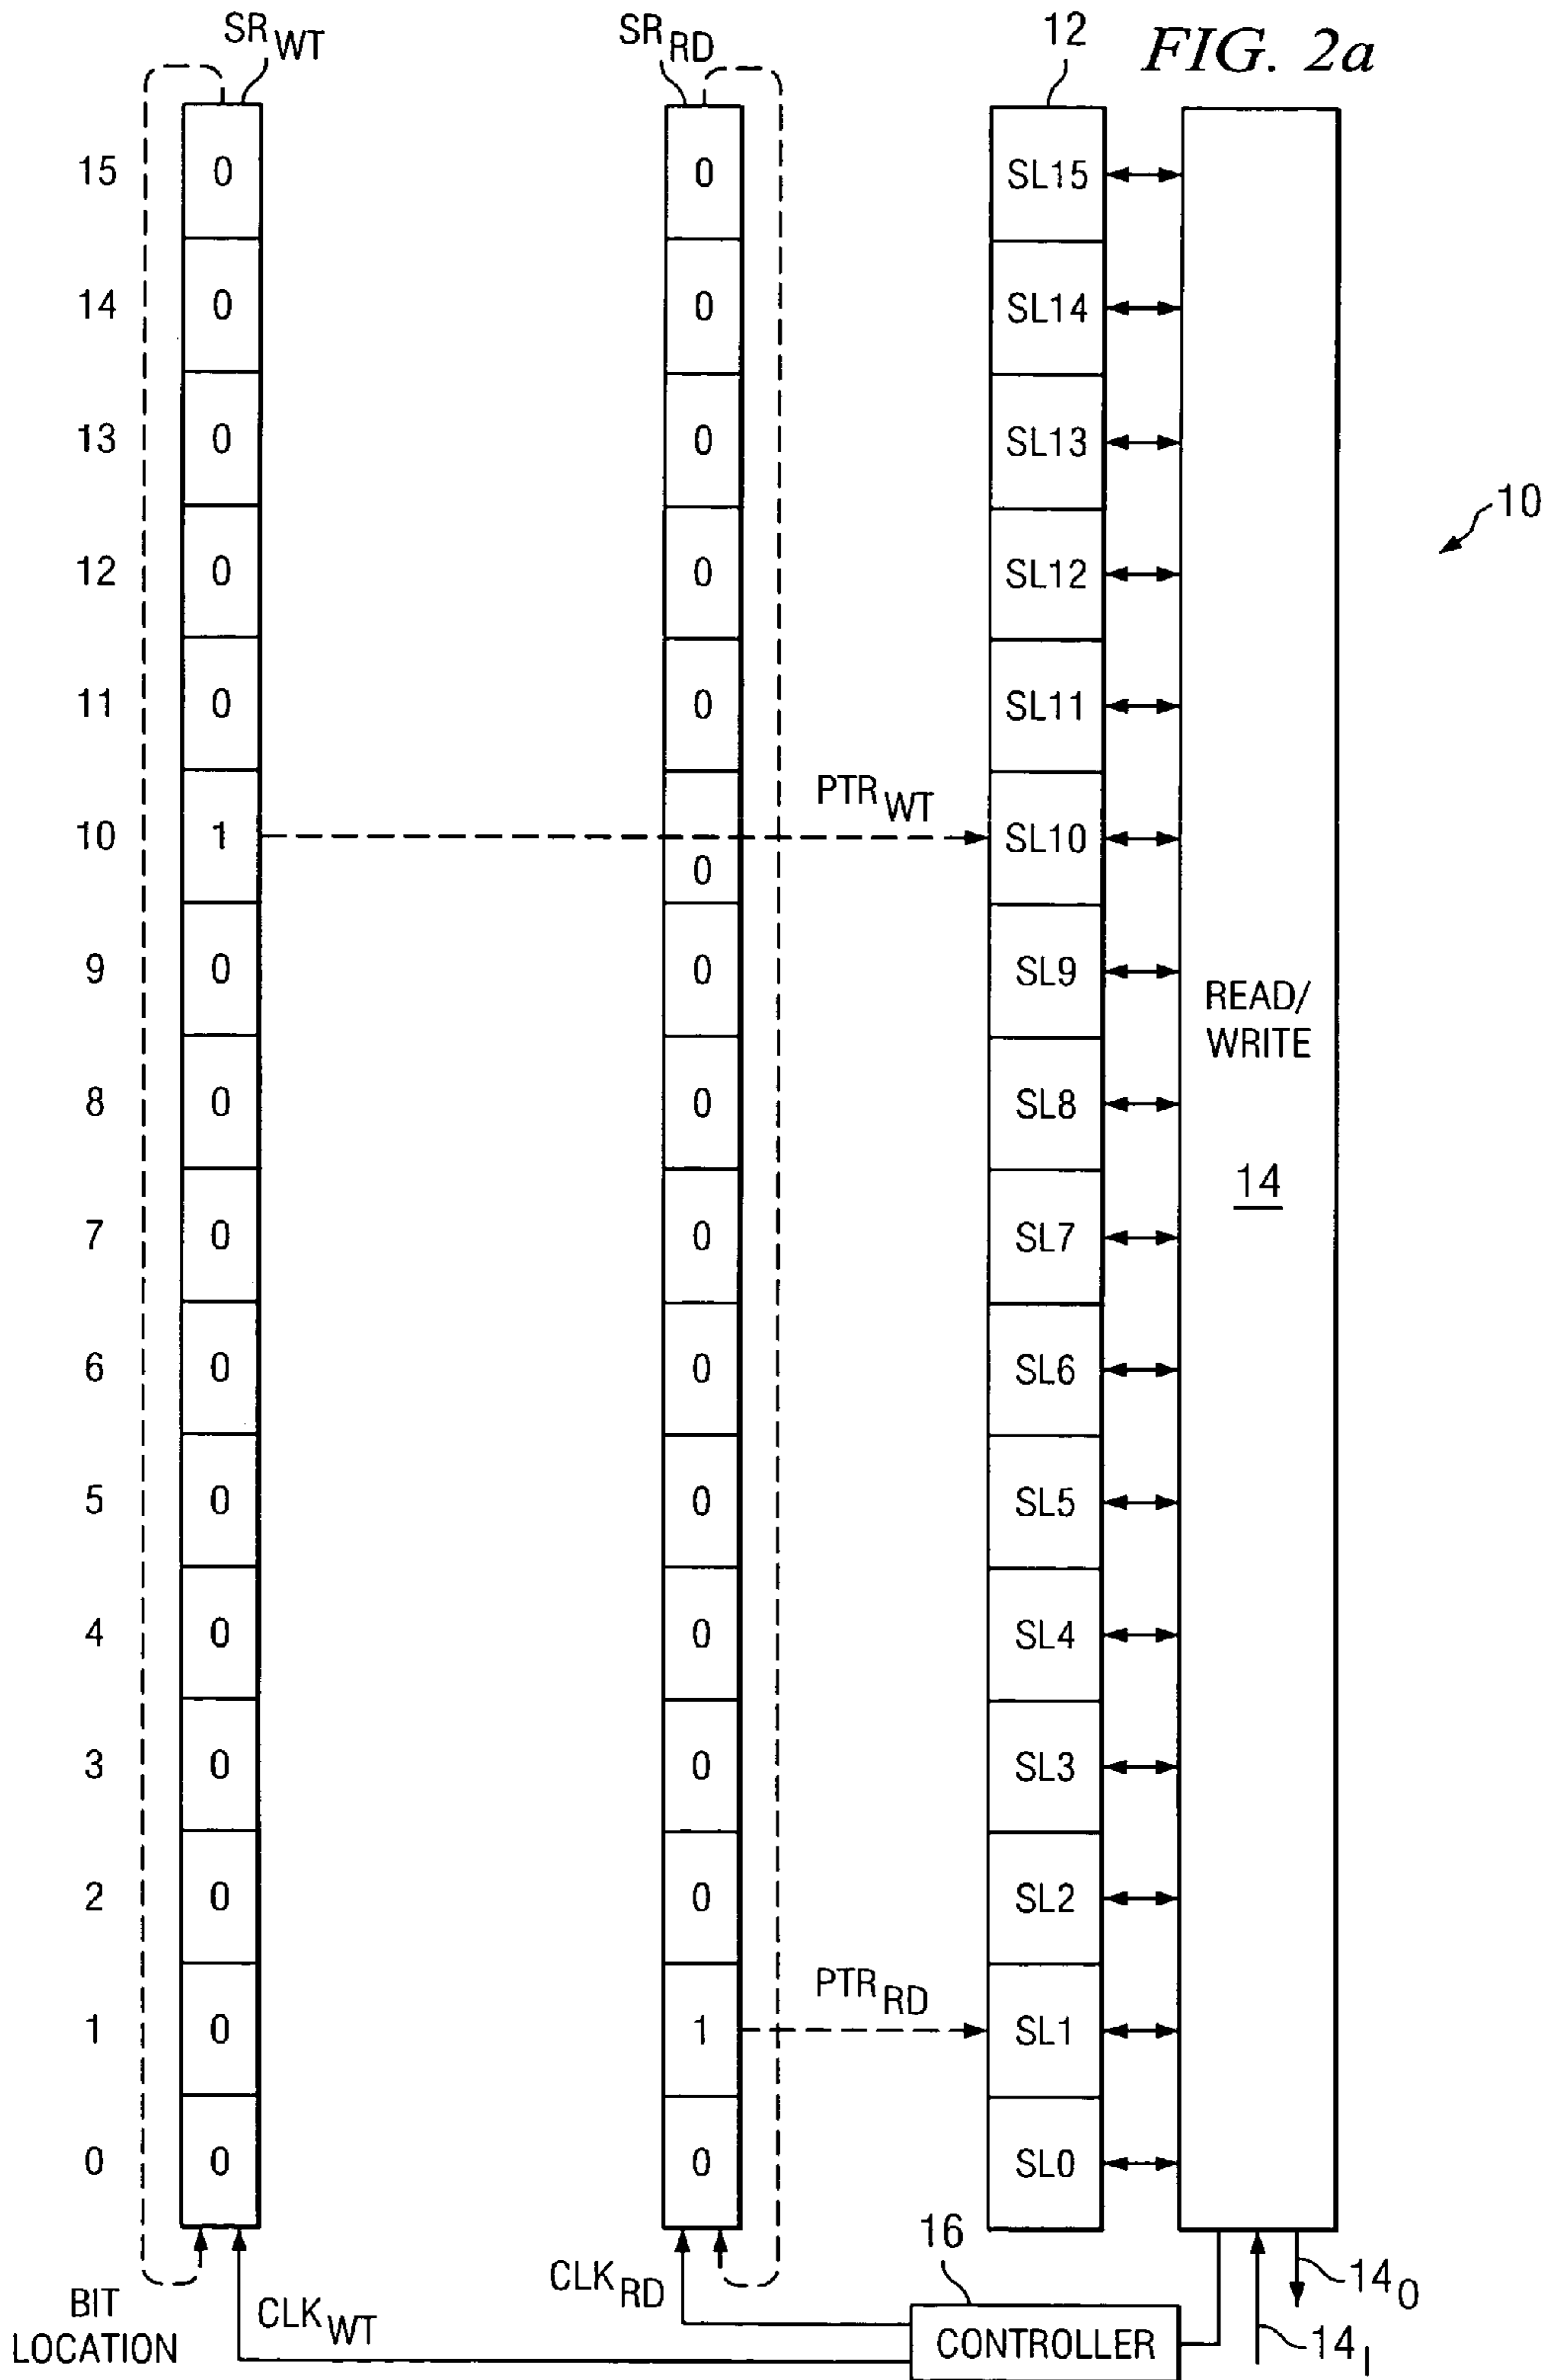 SRWT SRRD 12 FIG. 2a
15 0 0 SL15
14 0 0 SL14
13 0 0 SL13
10
12 0 0 SL12
11 0 0 SL11
PTRWT
10 1 0 SL10
9 0 0 SL9
READ/
WRITE
8 0 0 SL8
14
7 0 0 SL7
6 0 0 SL6
5 0 0 SL5
4 0 0 SL4
3 0 0 SL3
2 0 0 SL2
PTRRD
1 0 1 SL1
0 0 0 SL0
16
BIT
LOCATION
CLKWT
CLKRD
CONTROLLER
14O
14I